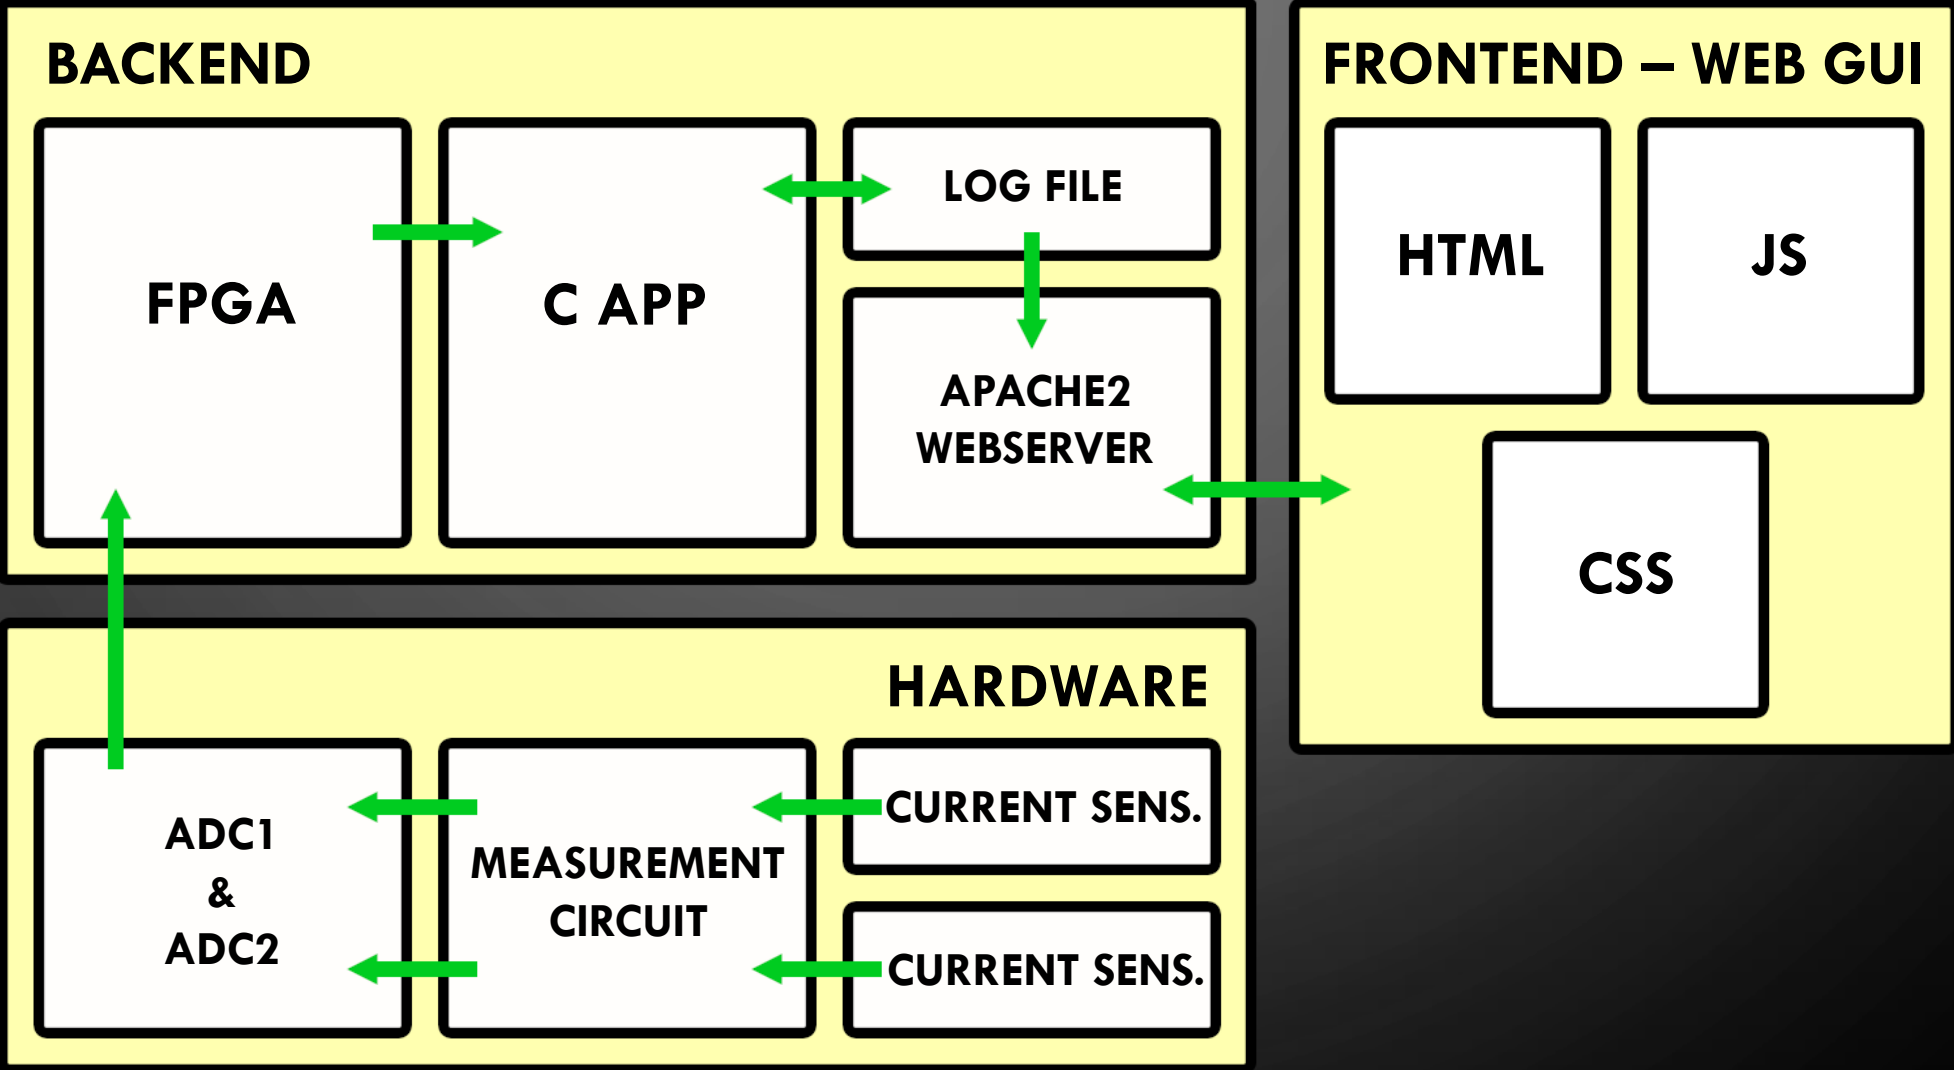 BACKEND
FPGA
C APP
LOG FILE
APACHE2
WEBSERVER
FRONTEND – WEB GUI
HTML
JS
CSS
HARDWARE
ADC1
&
ADC2
MEASUREMENT
CIRCUIT
CURRENT SENS.
CURRENT SENS.